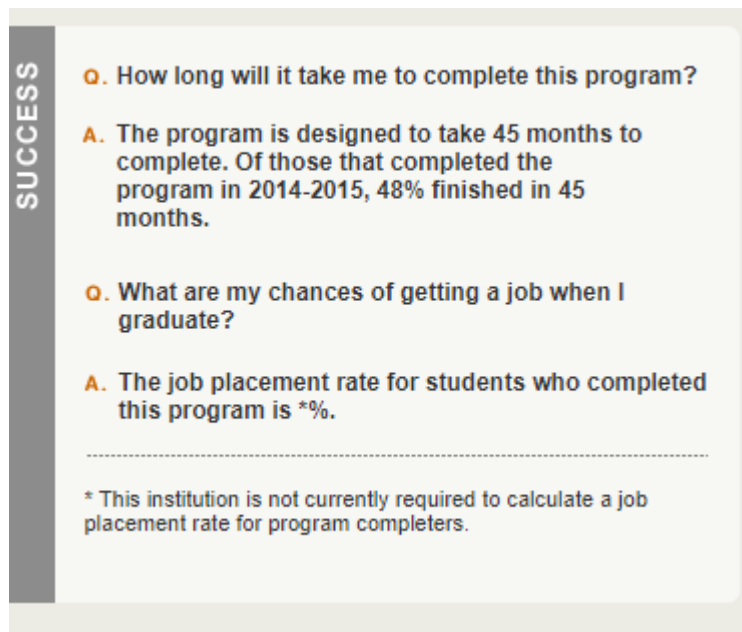 SUCCESS
Q. How long will it take me to complete this program?
A. The program is designed to take 45 months to
complete. Of those that completed the
program in 2014-2015, 48% finished in 45
months.
Q. What are my chances of getting a job when I
graduate?
A. The job placement rate for students who completed
this program is *%.
* This institution is not currently required to calculate a job
placement rate for program completers.